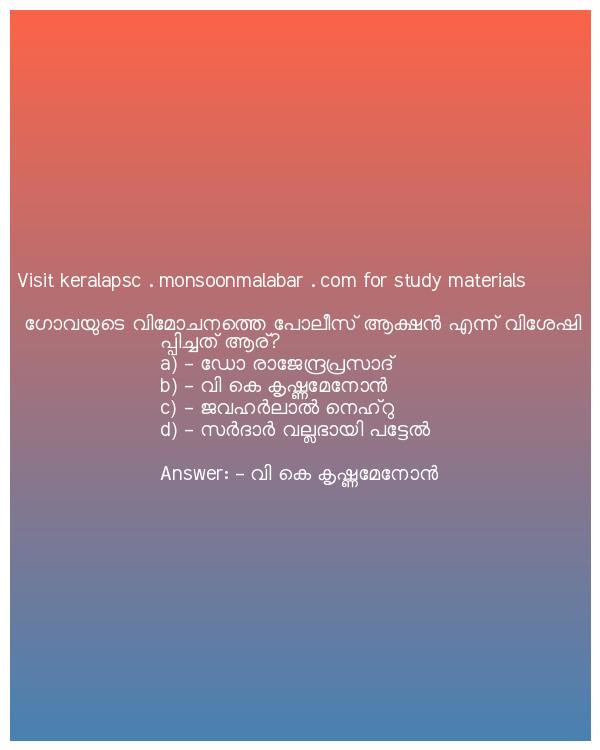 Visit keralapsc . monsoonmalabar . com for study materials
ഗോവയുടെ വിമോചനത്തെ പോലീസ് ആക്ഷൻ എന്ന് വിശേഷി
പ്പിച്ചത് ആര്?
a) - ഡോ രാജേന്ദ്രപ്രസാദ്
b) - വി കെ കൃഷ്ണമേനോൻ
c) - ജവഹർലാൽ നെഹ്റു
d) - സർദാർ വല്ലഭായി പട്ടേൽ
Answer: - വി കെ കൃഷ്ണമേനോൻ